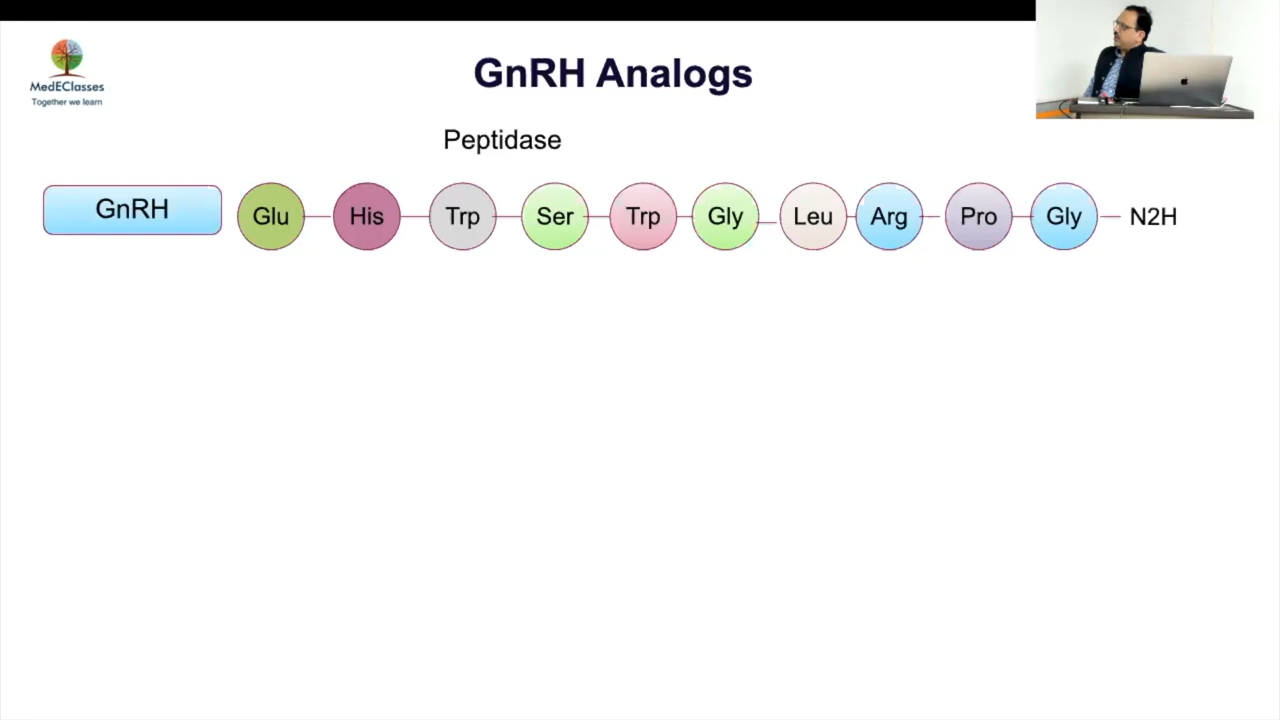 GnRH Analogs
MedEClasses
Together we learn
Peptidase
GnRH Glu His Trp Ser Trp Gly Leu Arg Pro Gly N2H